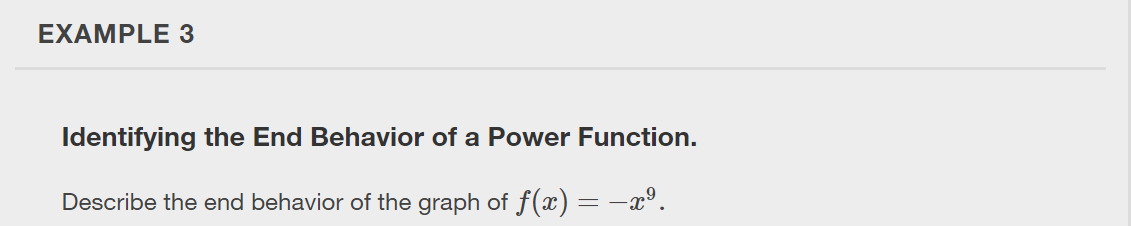 EXAMPLE 3
Identifying the End Behavior of a Power Function.
Describe the end behavior of the graph of f(x) = −x⁹.